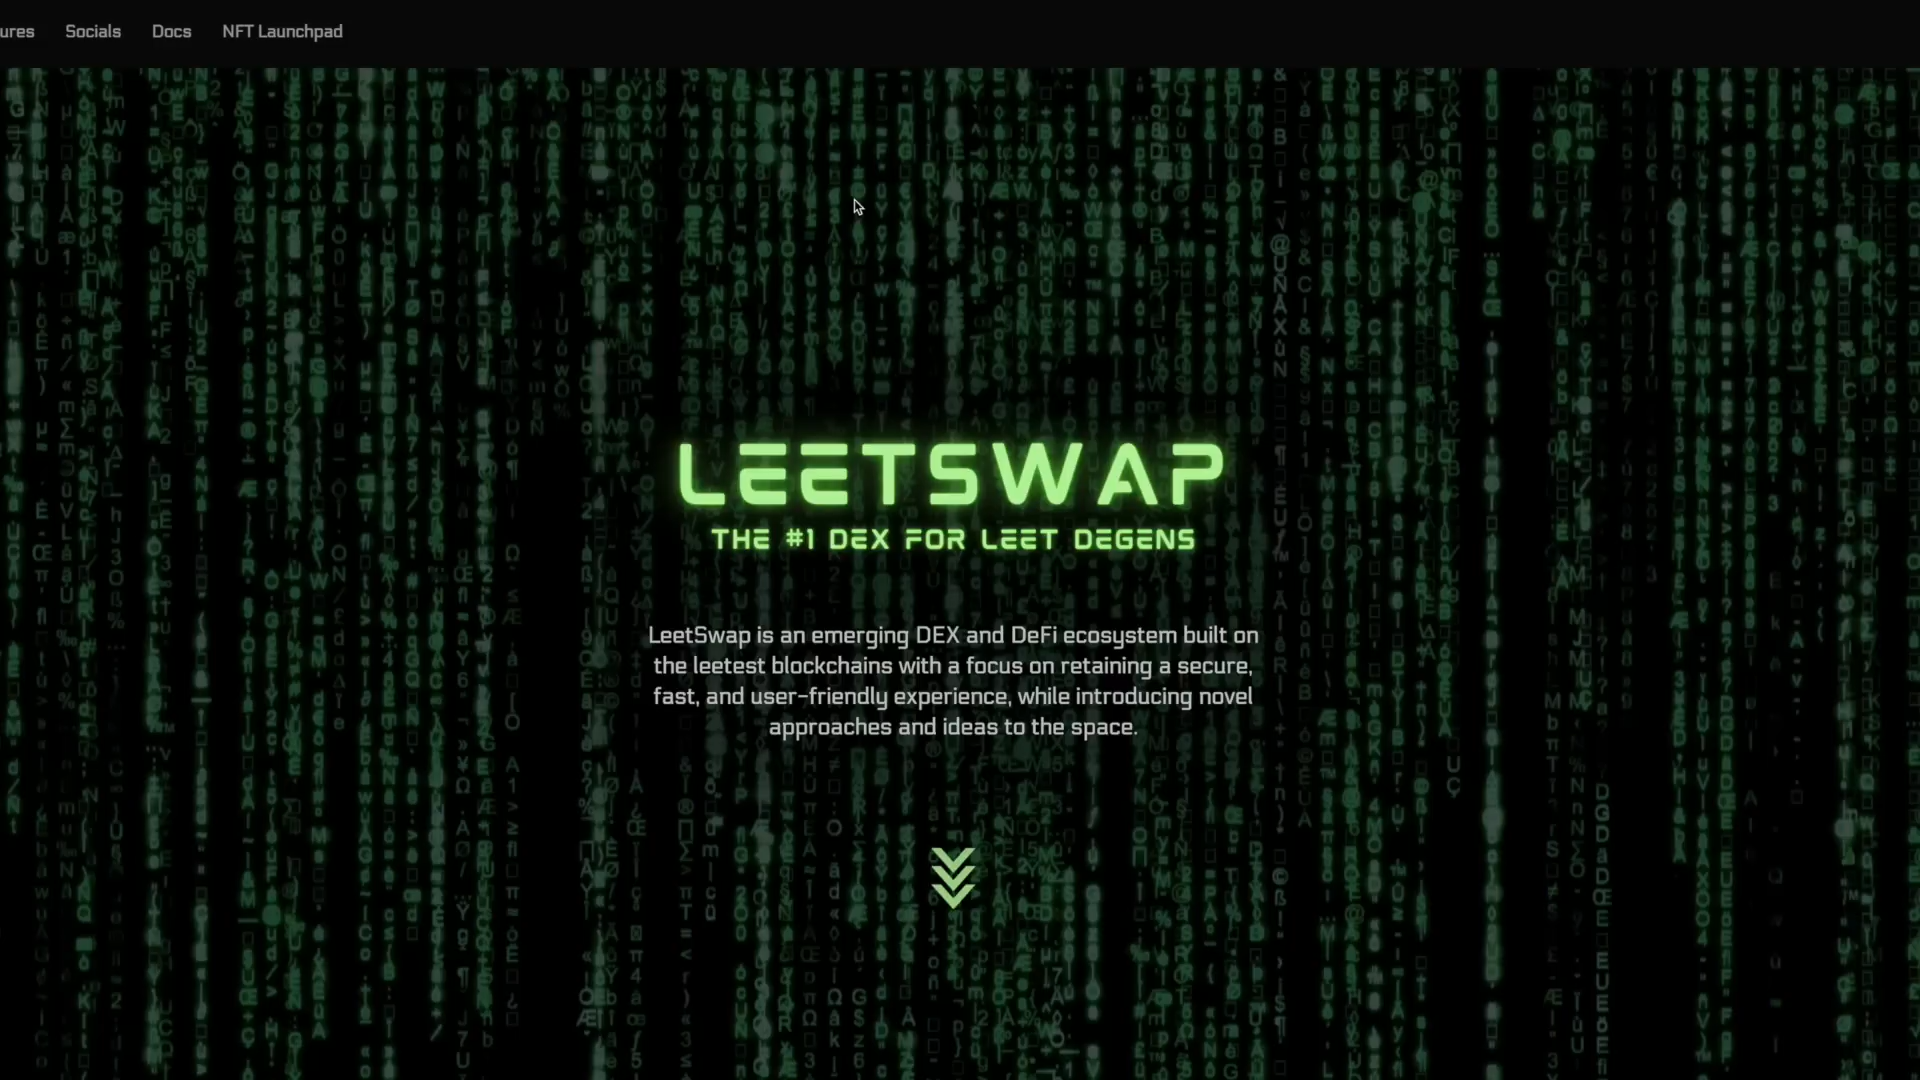 ures Socials Docs NFT Launchpad
LEETSWAP
THE #1 DEX FOR LEET DEGENS
LeetSwap is an emerging DEX and DeFi ecosystem built on
the leetest blockchains with a focus on retaining a secure,
fast, and user-friendly experience, while introducing novel
approaches and ideas to the space.